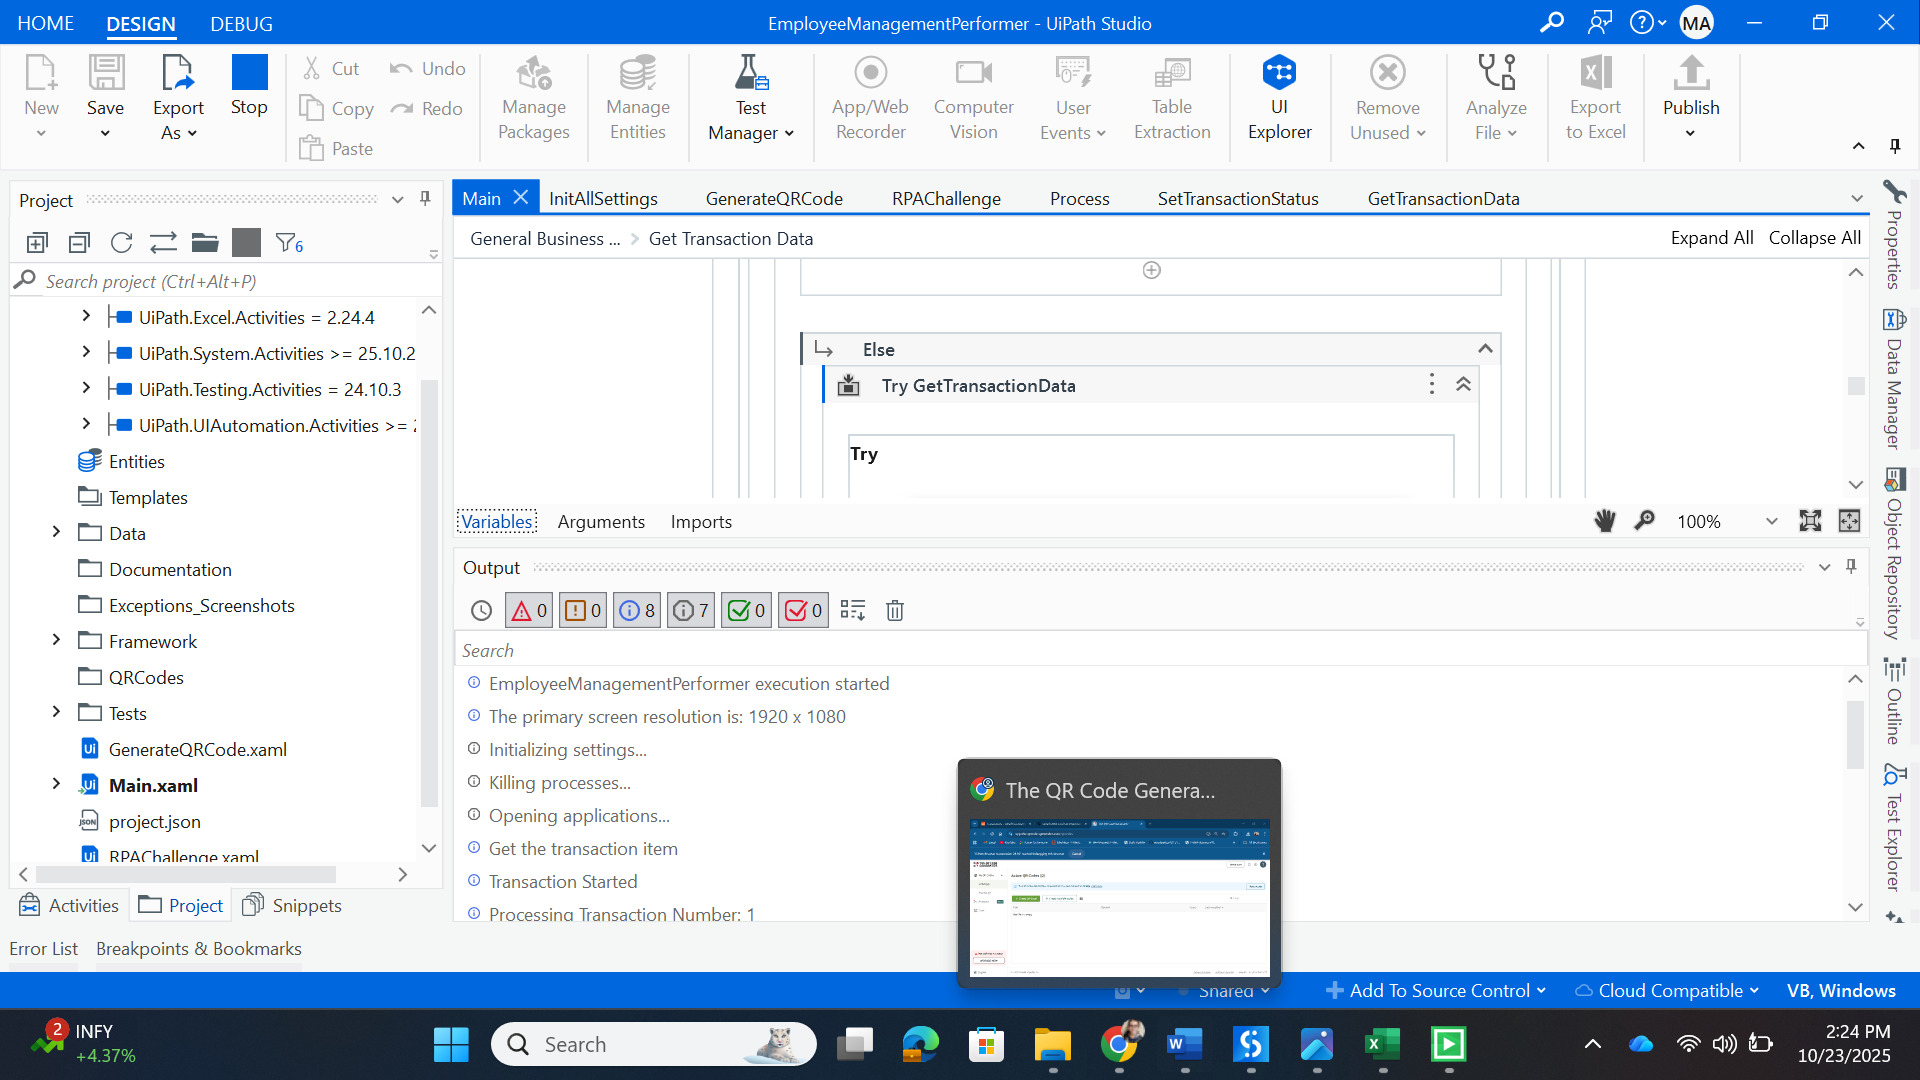 HOME DESIGN DEBUG EmployeeManagementPerformer - UiPath Studio MA
New Save Export As Stop Cut Copy Paste Undo Redo Manage Packages Manage Entities Test Manager App/Web Recorder Computer Vision User Events Table Extraction UI Explorer Remove Unused Analyze File Export to Excel Publish
Project
6
Search project (Ctrl+Alt+P)
UiPath.Excel.Activities = 2.24.4
UiPath.System.Activities >= 25.10.2
UiPath.Testing.Activities = 24.10.3
UiPath.UIAutomation.Activities >=
Entities
Templates
Data
Documentation
Exceptions_Screenshots
Framework
QRCodes
Tests
GenerateQRCode.xaml
Main.xaml
project.json
RPAChallenge.xaml
Activities Project Snippets
Error List Breakpoints & Bookmarks
Main InitAllSettings GenerateQRCode RPAChallenge Process SetTransactionStatus GetTransactionData
General Business ... Get Transaction Data Expand All Collapse All
Else
Try GetTransactionData
Try
Variables Arguments Imports 100%
Output
0 0 8 7 0 0
Search
EmployeeManagementPerformer execution started
The primary screen resolution is: 1920 x 1080
Initializing settings...
Killing processes...
Opening applications...
Get the transaction item
Transaction Started
Processing Transaction Number: 1
The QR Code Genera...
Properties
Data Manager
Object Repository
Outline
Test Explorer
Shared Add To Source Control Cloud Compatible VB, Windows
2 INFY
+4.37%
Search
2:24 PM
10/23/2025